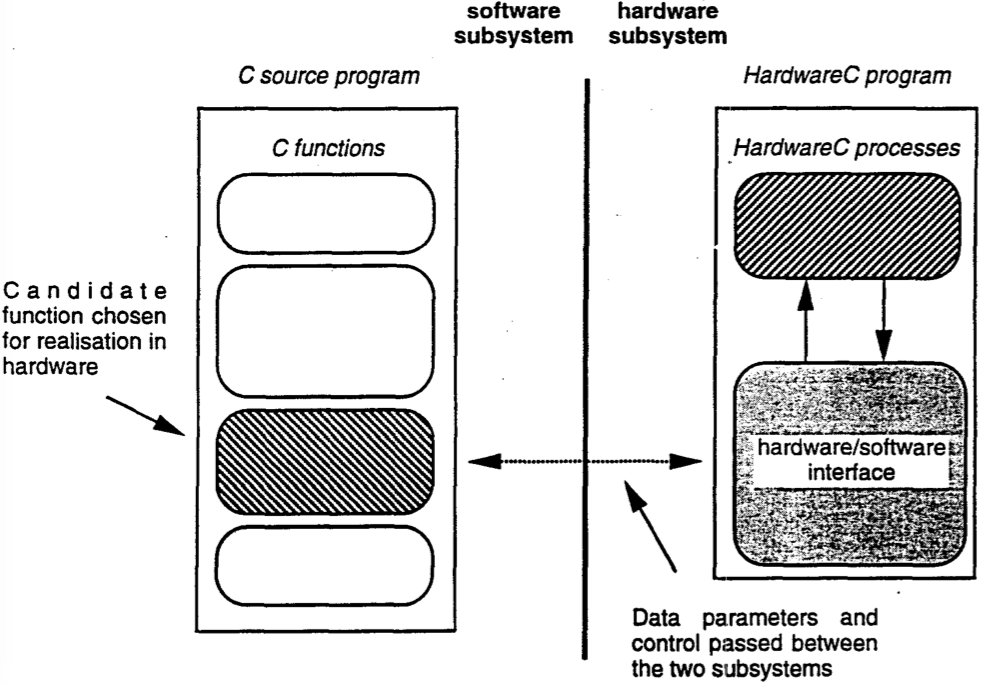 software
subsystem
hardware
subsystem
C source program
HardwareC program
C functions
HardwareC processes
Candidate
function chosen
for realisation in
hardware
hardware/software
interface
Data parameters and
control passed between
the two subsystems